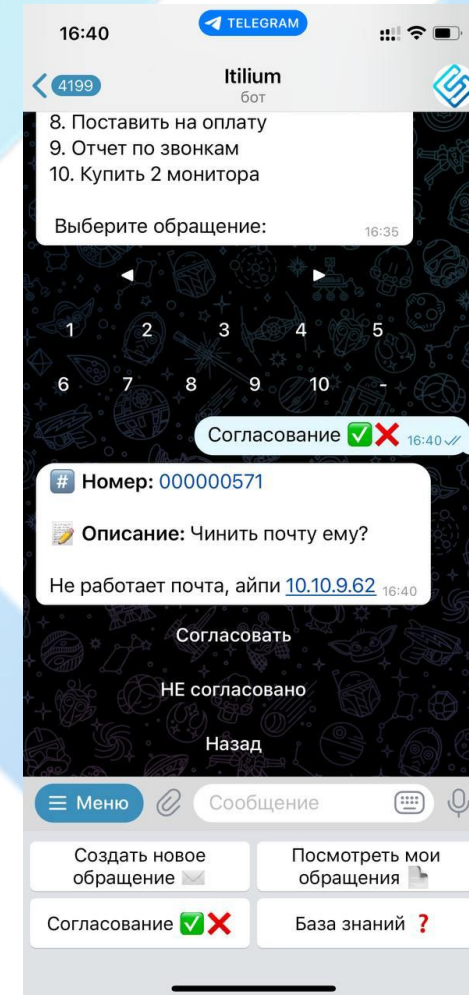 16:40
TELEGRAM
4199
Itilium
бот
8. Поставить на оплату
9. Отчет по звонкам
10. Купить 2 монитора
Выберите обращение:
16:35
1 2 3 4 5
6 7 8 9 10 -
Согласование ✅❌ 16:40
#️⃣ Номер: 000000571
📝 Описание: Чинить почту ему?
Не работает почта, айпи 10.10.9.62 16:40
Согласовать
НЕ согласовано
Назад
Меню
Сообщение
Создать новое
обращение ✉
Посмотреть мои
обращения 📄
Согласование ✅❌
База знаний ❓